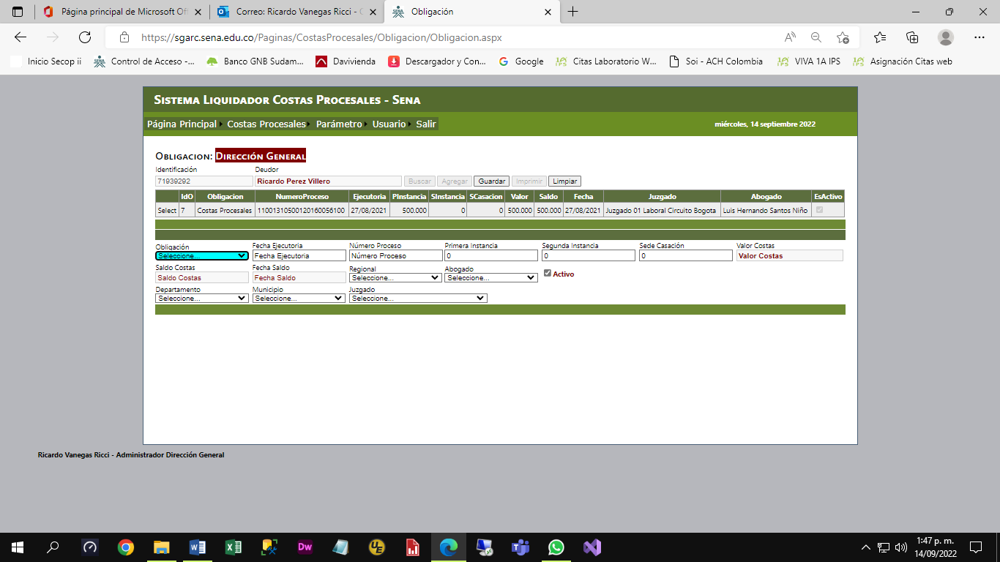 Página principal de Microsoft Off
Correo: Ricardo Vanegas Ricci - O
Obligación
https://sgarc.sena.edu.co/Paginas/CostasProcesales/Obligacion/Obligacion.aspx
Inicio Secop ii
Control de Acceso -...
Banco GNB Sudam...
Davivienda
Descargador y Con...
Google
Citas Laboratorio W...
Soi - ACH Colombia
VIVA 1A IPS
Asignación Citas web
Sistema Liquidador Costas Procesales - Sena
Página Principal Costas Procesales Parámetro Usuario Salir
miércoles, 14 septiembre 2022
Obligacion: Dirección General
Identificación Deudor
71939292 Ricardo Perez Villero Buscar Agregar Guardar Imprimir Limpiar
IdO Obligacion NumeroProceso Ejecutoria PInstancia SInstancia SCasacion Valor Saldo Fecha Juzgado Abogado EsActivo
Select 7 Costas Procesales 11001310500120160056100 27/08/2021 500.000 0 0 500.000 500.000 27/08/2021 Juzgado 01 Laboral Circuito Bogota Luis Hernando Santos Niño
Obligación Fecha Ejecutoria Número Proceso Primera Instancia Segunda Instancia Sede Casación Valor Costas
Seleccione... Fecha Ejecutoria Número Proceso 0 0 0 Valor Costas
Saldo Costas Fecha Saldo Regional Abogado
Saldo Costas Fecha Saldo Seleccione... Seleccione... Activo
Departamento Municipio Juzgado
Seleccione... Seleccione... Seleccione...
Ricardo Vanegas Ricci - Administrador Dirección General
Dw
UE
1:47 p. m.
14/09/2022